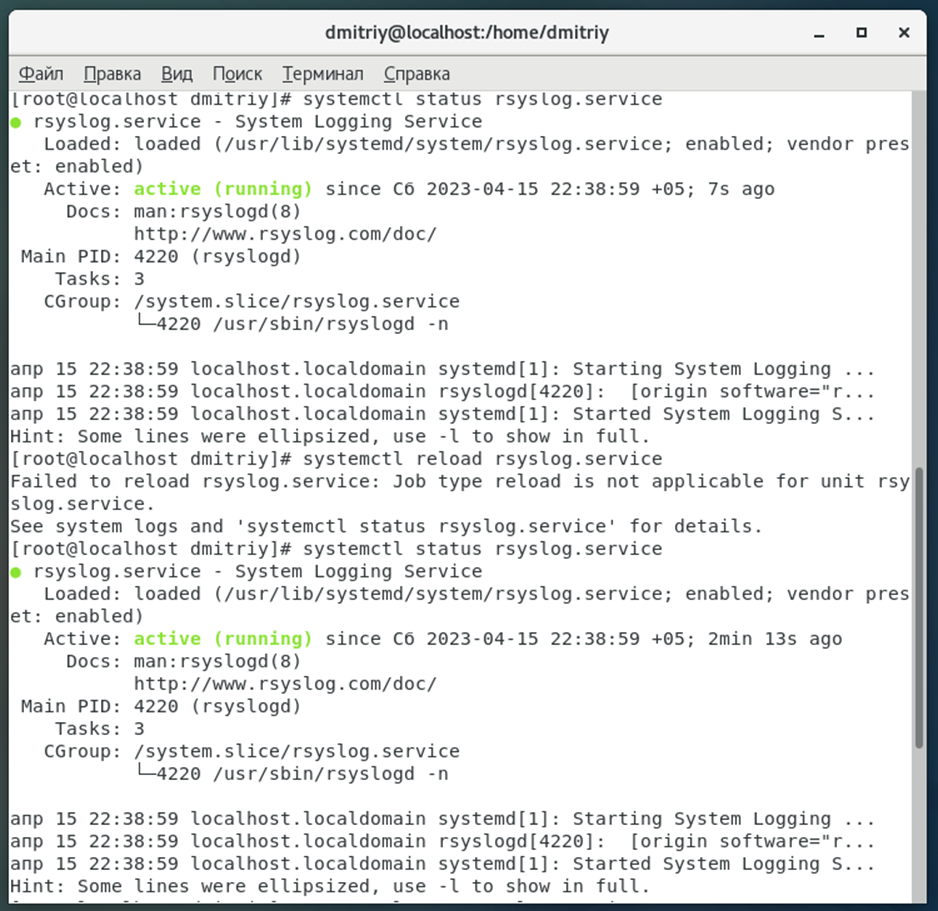 dmitriy@localhost:/home/dmitriy
Файл Правка Вид Поиск Терминал Справка
[root@localhost dmitriy]# systemctl status rsyslog.service
● rsyslog.service - System Logging Service
   Loaded: loaded (/usr/lib/systemd/system/rsyslog.service; enabled; vendor pres
et: enabled)
   Active: active (running) since Сб 2023-04-15 22:38:59 +05; 7s ago
     Docs: man:rsyslogd(8)
           http://www.rsyslog.com/doc/
 Main PID: 4220 (rsyslogd)
    Tasks: 3
   CGroup: /system.slice/rsyslog.service
           └─4220 /usr/sbin/rsyslogd -n
апр 15 22:38:59 localhost.localdomain systemd[1]: Starting System Logging ...
апр 15 22:38:59 localhost.localdomain rsyslogd[4220]:  [origin software="r...
апр 15 22:38:59 localhost.localdomain systemd[1]: Started System Logging S...
Hint: Some lines were ellipsized, use -l to show in full.
[root@localhost dmitriy]# systemctl reload rsyslog.service
Failed to reload rsyslog.service: Job type reload is not applicable for unit rsy
slog.service.
See system logs and 'systemctl status rsyslog.service' for details.
[root@localhost dmitriy]# systemctl status rsyslog.service
● rsyslog.service - System Logging Service
   Loaded: loaded (/usr/lib/systemd/system/rsyslog.service; enabled; vendor pres
et: enabled)
   Active: active (running) since Сб 2023-04-15 22:38:59 +05; 2min 13s ago
     Docs: man:rsyslogd(8)
           http://www.rsyslog.com/doc/
 Main PID: 4220 (rsyslogd)
    Tasks: 3
   CGroup: /system.slice/rsyslog.service
           └─4220 /usr/sbin/rsyslogd -n
апр 15 22:38:59 localhost.localdomain systemd[1]: Starting System Logging ...
апр 15 22:38:59 localhost.localdomain rsyslogd[4220]:  [origin software="r...
апр 15 22:38:59 localhost.localdomain systemd[1]: Started System Logging S...
Hint: Some lines were ellipsized, use -l to show in full.